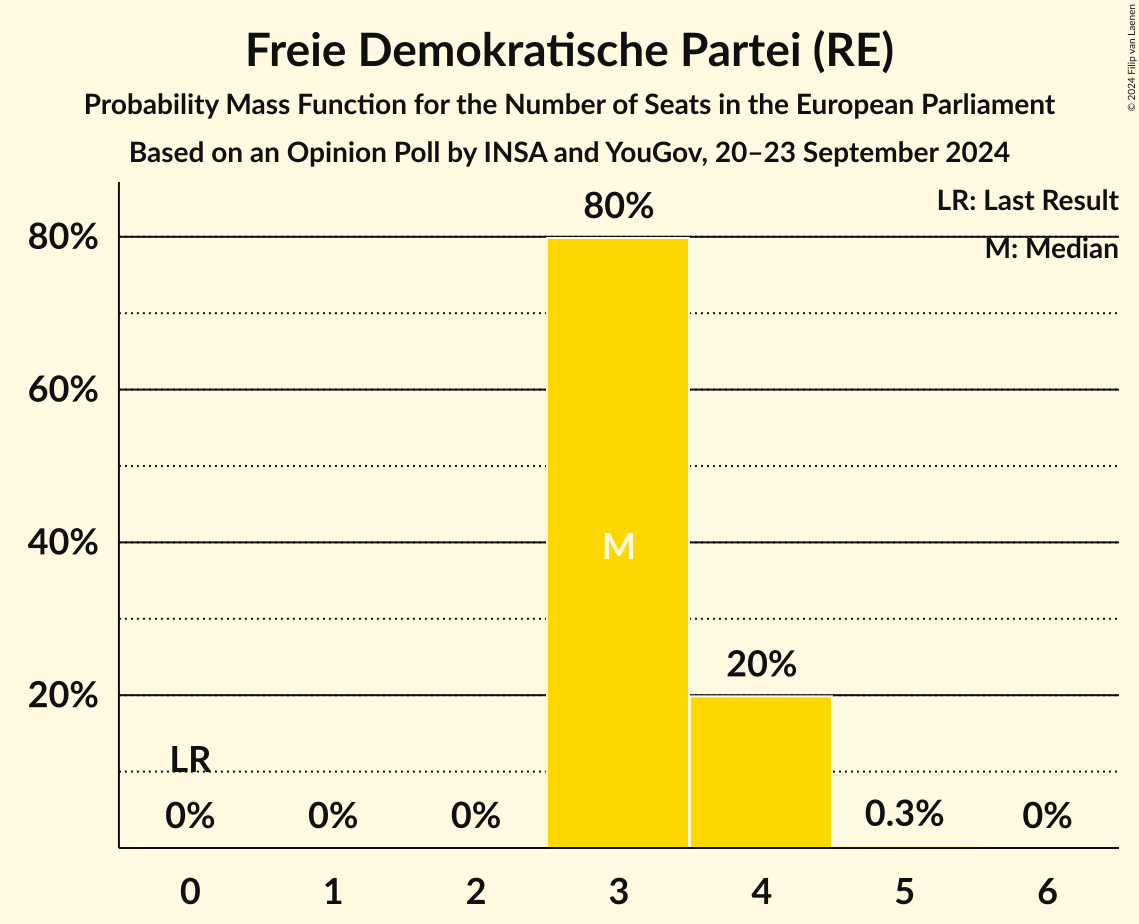 Freie Demokratische Partei (RE)
Probability Mass Function for the Number of Seats in the European Parliament
Based on an Opinion Poll by INSA and YouGov, 20–23 September 2024
© 2024 Filip van Laenen
LR: Last Result
M: Median
80%
60%
40%
20%
LR
0%
0%
0%
80%
M
20%
0.3%
0%
0 1 2 3 4 5 6